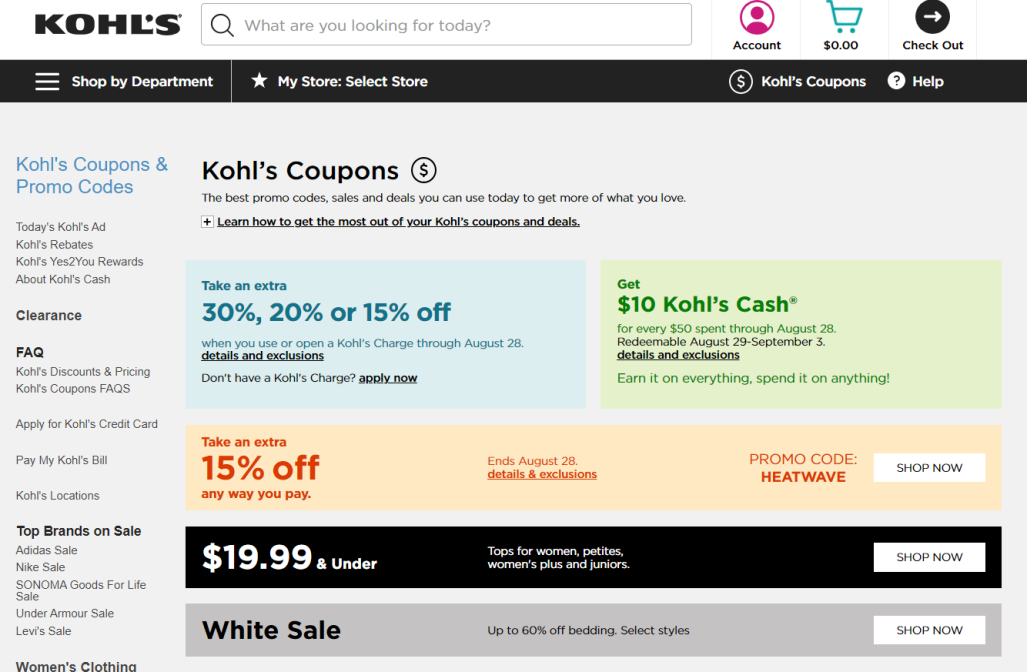 KOHL'S
What are you looking for today?
Account
$0.00
Check Out
Shop by Department
My Store: Select Store
$
Kohl's Coupons
?
Help
Kohl's Coupons &
Promo Codes
Today's Kohl's Ad
Kohl's Rebates
Kohl's Yes2You Rewards
About Kohl's Cash
Clearance
FAQ
Kohl's Discounts & Pricing
Kohl's Coupons FAQS
Apply for Kohl's Credit Card
Pay My Kohl's Bill
Kohl's Locations
Top Brands on Sale
Adidas Sale
Nike Sale
SONOMA Goods For Life
Sale
Under Armour Sale
Levi's Sale
Women's Clothing
Kohl's Coupons $
The best promo codes, sales and deals you can use today to get more of what you love.
+ Learn how to get the most out of your Kohl's coupons and deals.
Take an extra
30%, 20% or 15% off
when you use or open a Kohl's Charge through August 28.
details and exclusions
Don't have a Kohl's Charge? apply now
Get
$10 Kohl's Cash®
for every $50 spent through August 28.
Redeemable August 29-September 3.
details and exclusions
Earn it on everything, spend it on anything!
Take an extra
15% off
any way you pay.
Ends August 28.
details & exclusions
PROMO CODE:
HEATWAVE
SHOP NOW
$19.99 & Under
Tops for women, petites,
women's plus and juniors.
SHOP NOW
White Sale
Up to 60% off bedding. Select styles
SHOP NOW